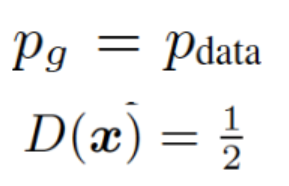 p_g = p_data
D(x) = 1/2